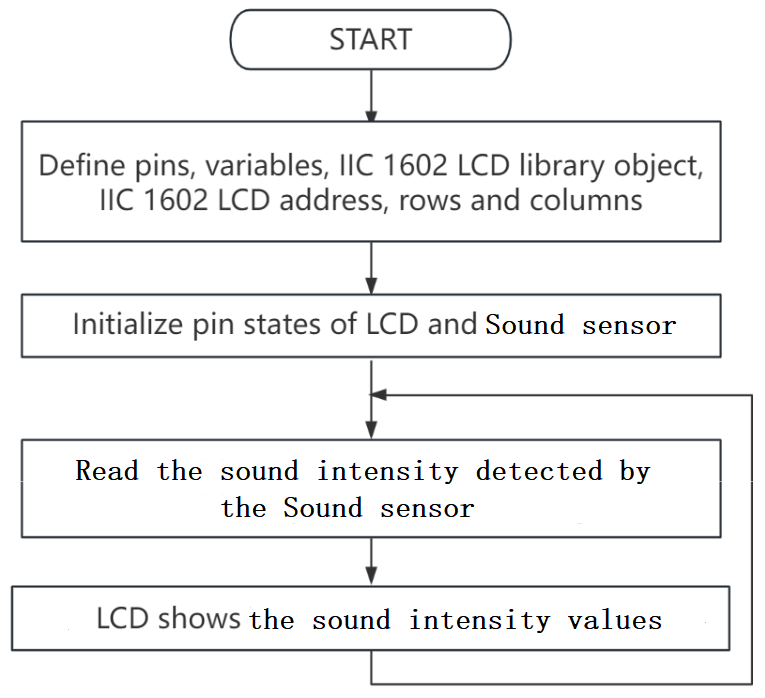 START
Define pins, variables, IIC 1602 LCD library object,
IIC 1602 LCD address, rows and columns
Initialize pin states of LCD and Sound sensor
Read the sound intensity detected by
the Sound sensor
LCD shows the sound intensity values